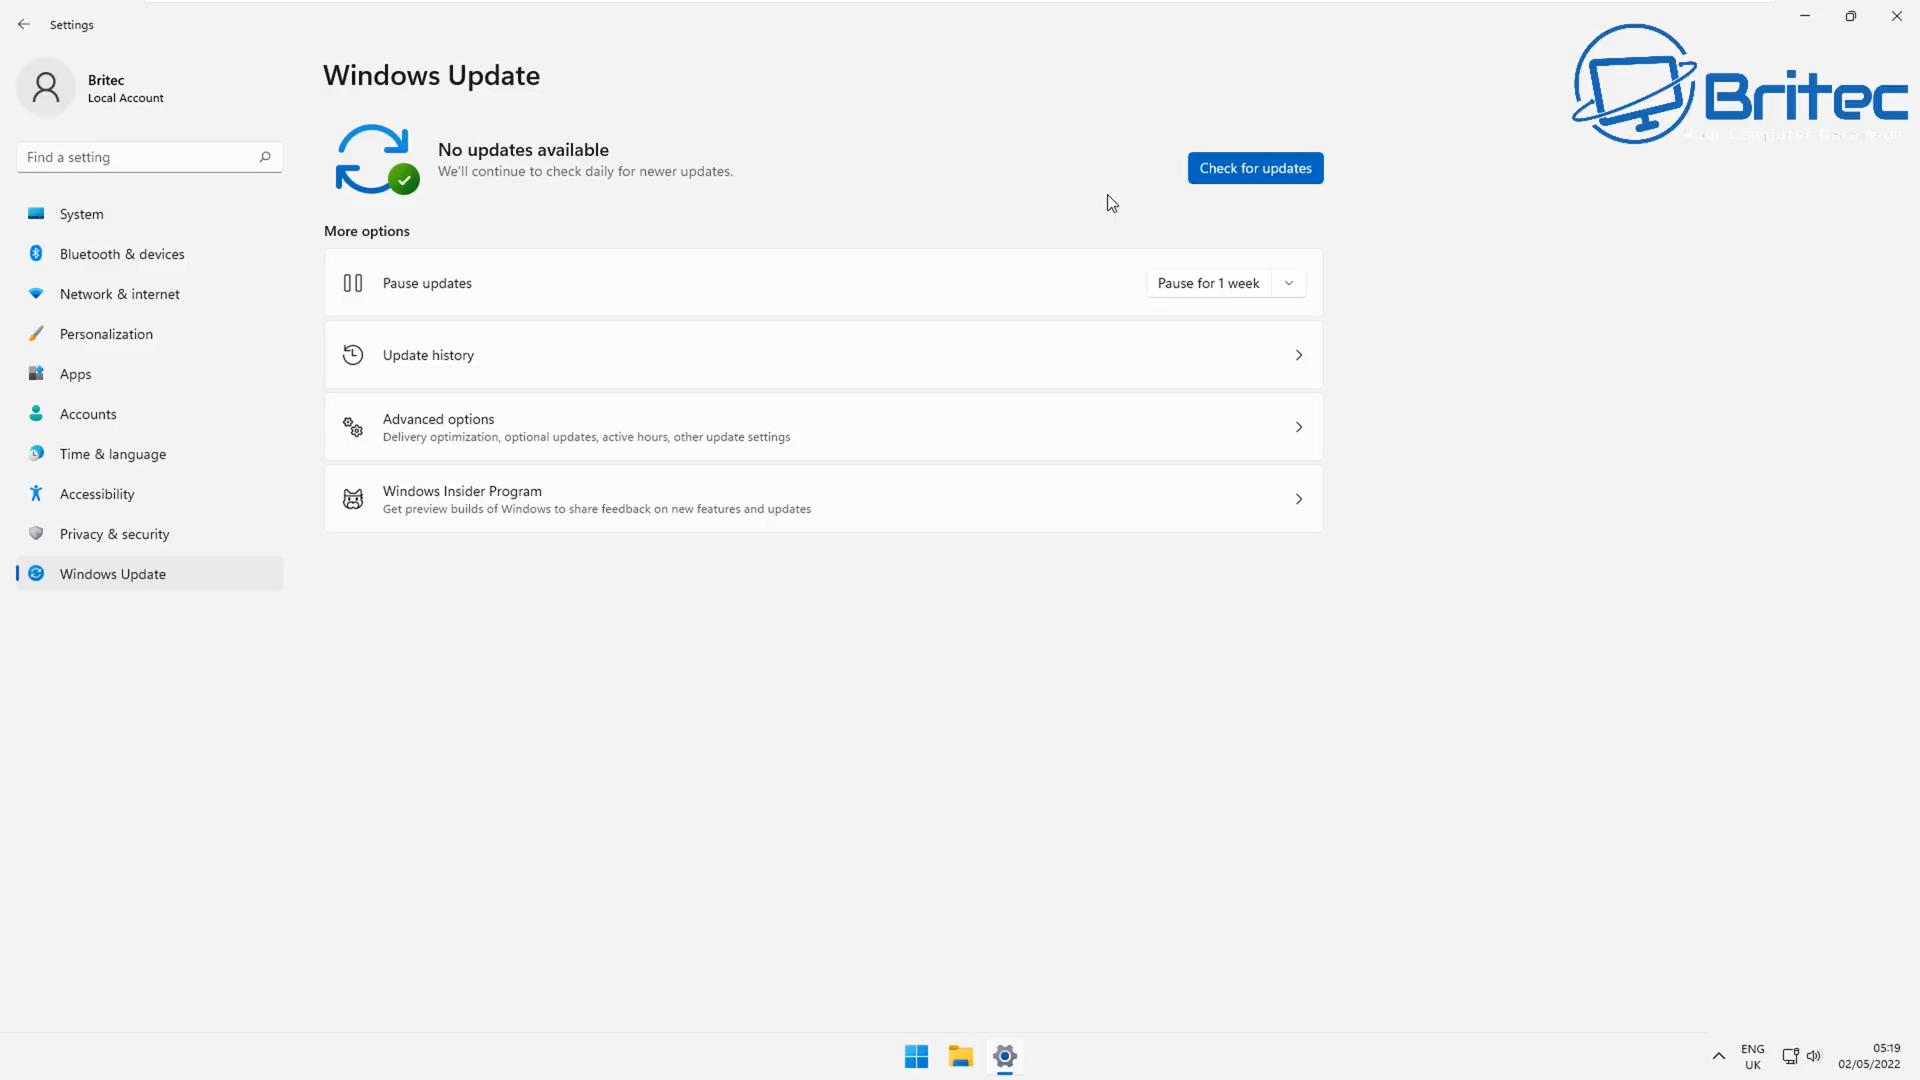 Settings
Britec
Local Account
Find a setting
System
Bluetooth & devices
Network & internet
Personalization
Apps
Accounts
Time & language
Accessibility
Privacy & security
Windows Update
Windows Update
No updates available
We'll continue to check daily for newer updates.
Check for updates
More options
Pause updates
Pause for 1 week
Update history
Advanced options
Delivery optimization, optional updates, active hours, other update settings
Windows Insider Program
Get preview builds of Windows to share feedback on new features and updates
Britec
ENG
UK
05:19
02/05/2022